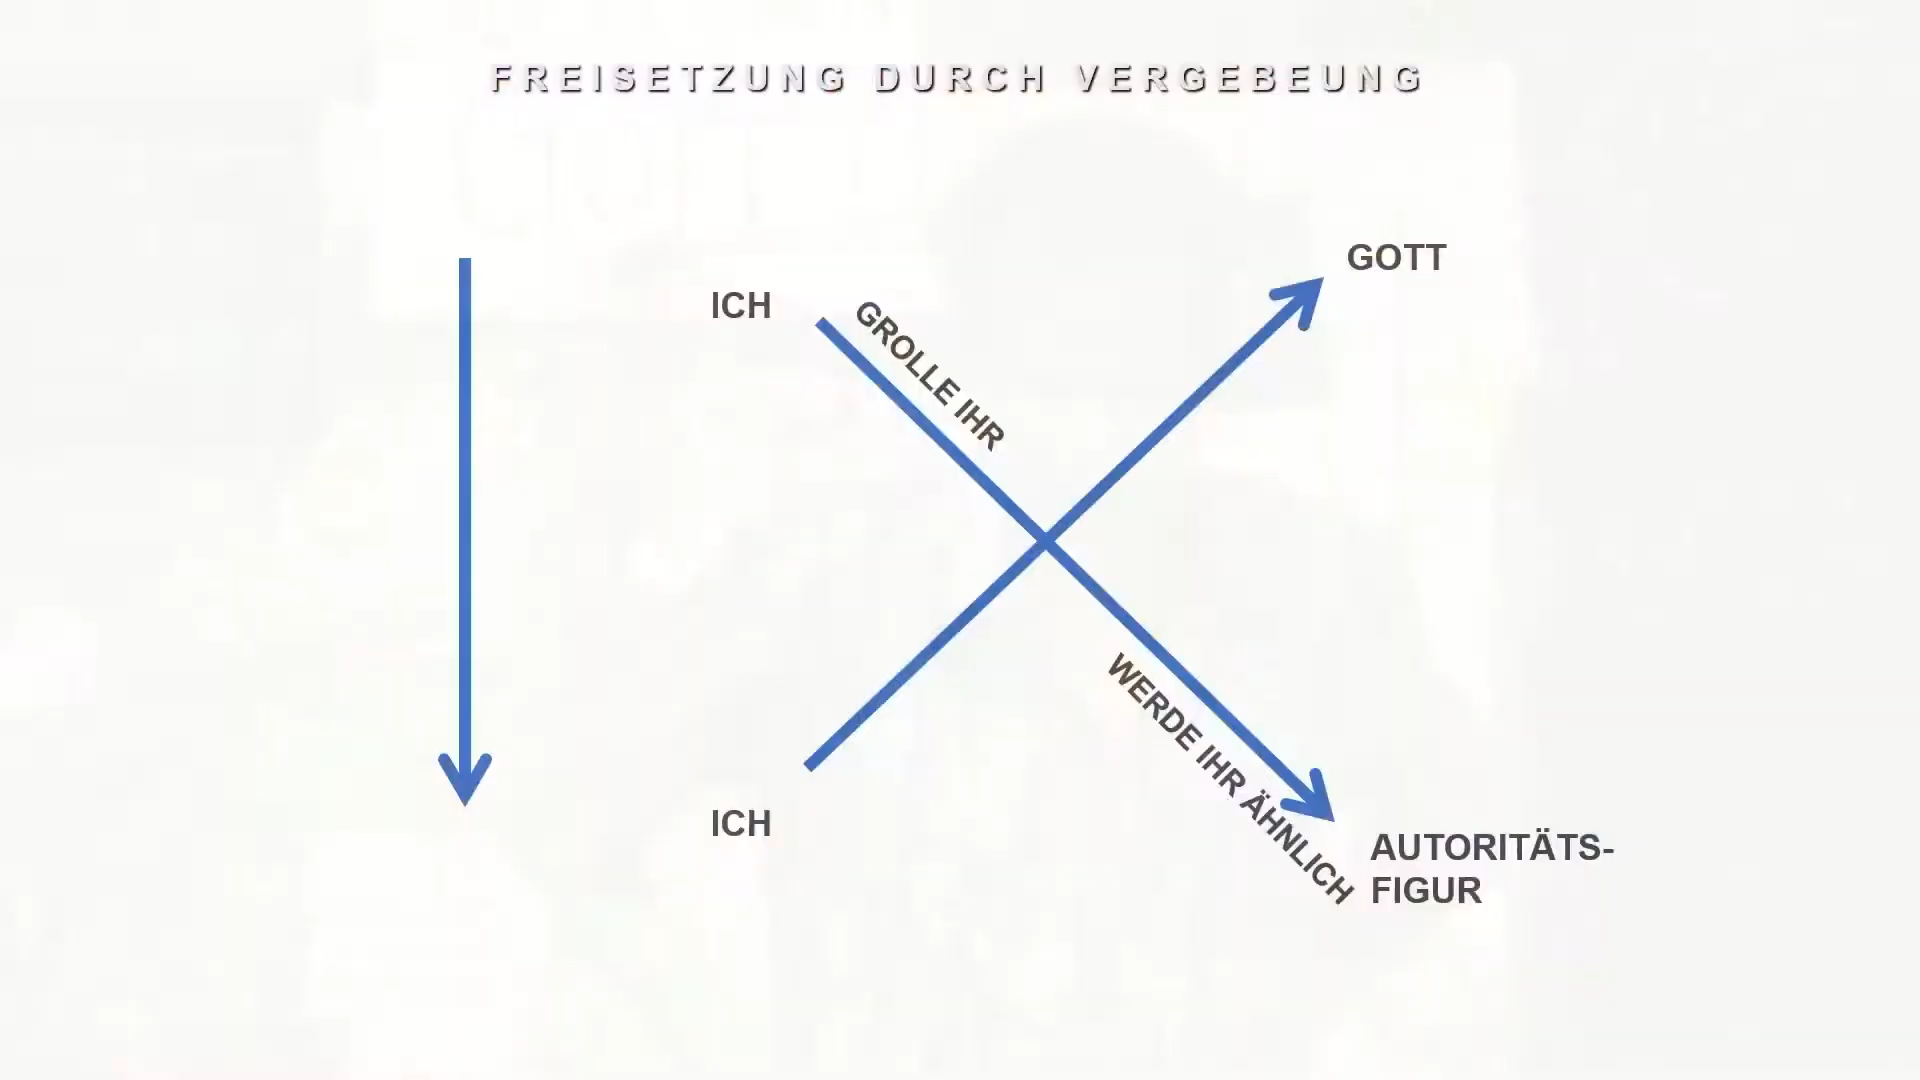 FREISETZUNG DURCH VERGEBEUNG
GOTT
ICH
GROLLE IHR
WERDE IHR ÄHNLICH
ICH
AUTORITÄTS-
FIGUR